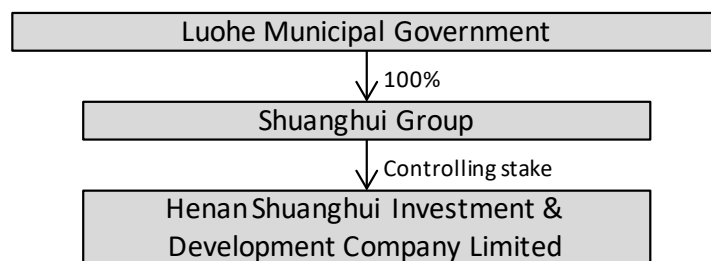 Luohe Municipal Government
100%
Shuanghui Group
Controlling stake
Henan Shuanghui Investment &
Development Company Limited